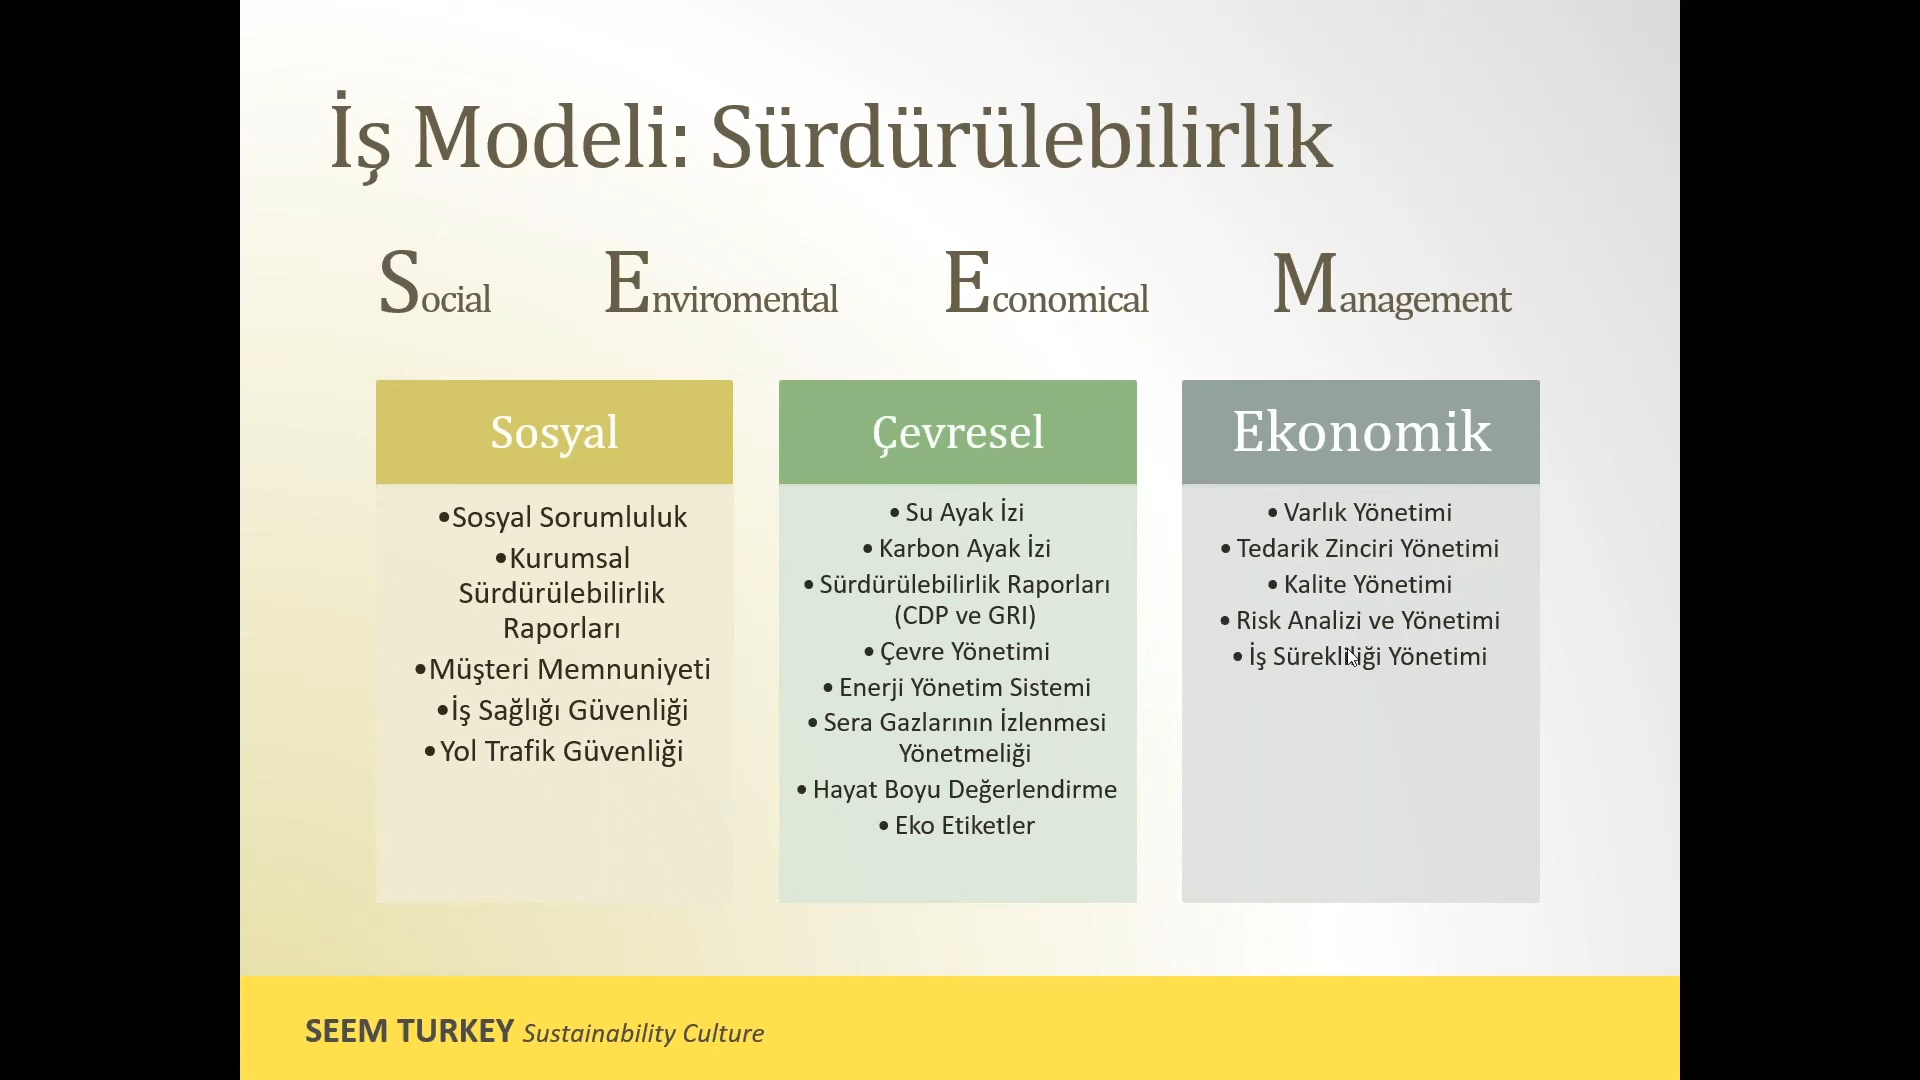 İş Modeli: Sürdürülebilirlik
Social Enviromental Economical Management
Sosyal
•Sosyal Sorumluluk
•Kurumsal
Sürdürülebilirlik
Raporları
•Müşteri Memnuniyeti
•İş Sağlığı Güvenliği
•Yol Trafik Güvenliği
Çevresel
• Su Ayak İzi
• Karbon Ayak İzi
• Sürdürülebilirlik Raporları
(CDP ve GRI)
• Çevre Yönetimi
• Enerji Yönetim Sistemi
• Sera Gazlarının İzlenmesi
Yönetmeliği
• Hayat Boyu Değerlendirme
• Eko Etiketler
Ekonomik
• Varlık Yönetimi
• Tedarik Zinciri Yönetimi
• Kalite Yönetimi
• Risk Analizi ve Yönetimi
• İş Sürekliliği Yönetimi
SEEM TURKEY Sustainability Culture